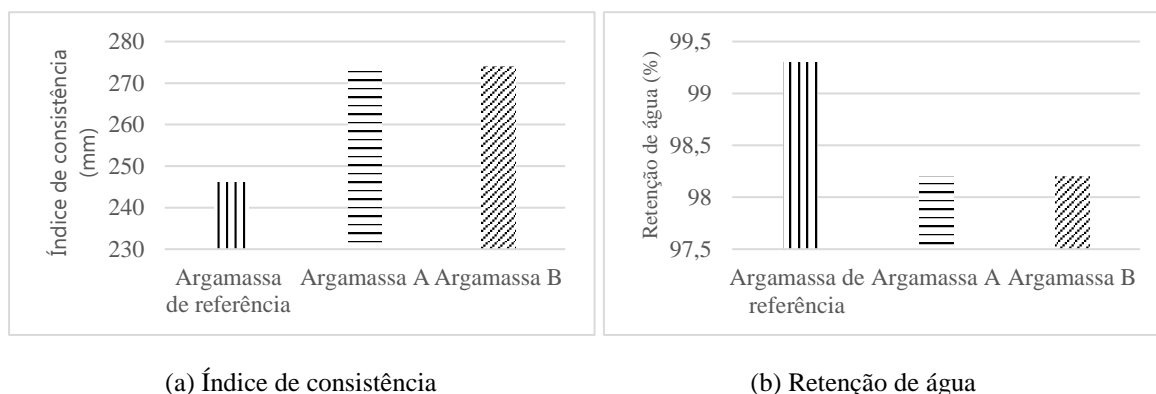 Índice de consistência
(mm)
280
270
260
250
240
230
Argamassa
de referência
Argamassa A
Argamassa B
Retenção de água (%)
99,5
99
98,5
98
97,5
Argamassa de
referência
Argamassa A
Argamassa B
(a) Índice de consistência
(b) Retenção de água